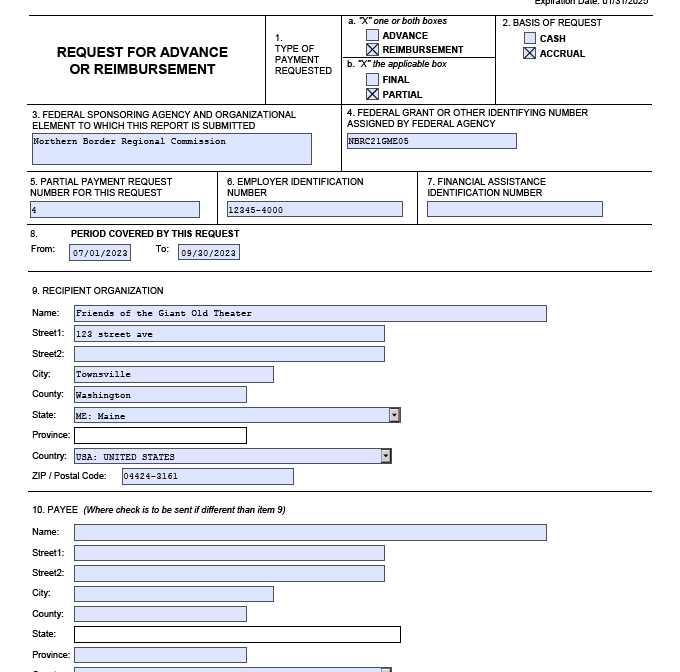 Expiration Date: 01/31/2025
REQUEST FOR ADVANCE
OR REIMBURSEMENT
1.
TYPE OF
PAYMENT
REQUESTED
a. "X" one or both boxes
ADVANCE
REIMBURSEMENT
b. "X" the applicable box
FINAL
PARTIAL
2. BASIS OF REQUEST
CASH
ACCRUAL
3. FEDERAL SPONSORING AGENCY AND ORGANIZATIONAL
ELEMENT TO WHICH THIS REPORT IS SUBMITTED
Northern Border Regional Commission
4. FEDERAL GRANT OR OTHER IDENTIFYING NUMBER
ASSIGNED BY FEDERAL AGENCY
NBRC21GME05
5. PARTIAL PAYMENT REQUEST
NUMBER FOR THIS REQUEST
4
6. EMPLOYER IDENTIFICATION
NUMBER
12345-4000
7. FINANCIAL ASSISTANCE
IDENTIFICATION NUMBER
8. PERIOD COVERED BY THIS REQUEST
From: 07/01/2023 To: 09/30/2023
9. RECIPIENT ORGANIZATION
Name: Friends of the Giant Old Theater
Street1: 123 street ave
Street2:
City: Townsville
County: Washington
State: ME: Maine
Province:
Country: USA: UNITED STATES
ZIP / Postal Code: 04424-3161
10. PAYEE (Where check is to be sent if different than item 9)
Name:
Street1:
Street2:
City:
County:
State:
Province: